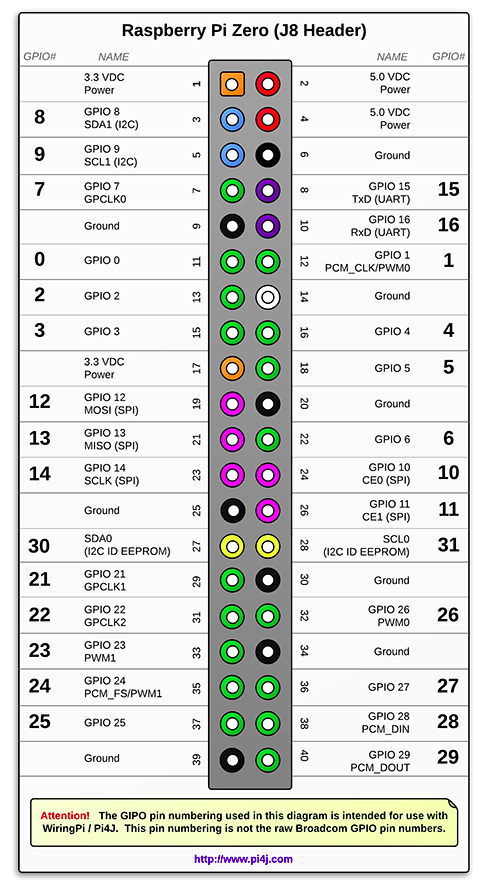 Raspberry Pi Zero (J8 Header)
GPIO# NAME NAME GPIO#
3.3 VDC
Power 1 2 5.0 VDC
Power
8 GPIO 8
SDA1 (I2C) 3 4 5.0 VDC
Power
9 GPIO 9
SCL1 (I2C) 5 6 Ground
7 GPIO 7
GPCLK0 7 8 GPIO 15
TxD (UART) 15
Ground 9 10 GPIO 16
RxD (UART) 16
0 GPIO 0 11 12 GPIO 1
PCM_CLK/PWM0 1
2 GPIO 2 13 14 Ground
3 GPIO 3 15 16 GPIO 4 4
3.3 VDC
Power 17 18 GPIO 5 5
12 GPIO 12
MOSI (SPI) 19 20 Ground
13 GPIO 13
MISO (SPI) 21 22 GPIO 6 6
14 GPIO 14
SCLK (SPI) 23 24 GPIO 10
CE0 (SPI) 10
Ground 25 26 GPIO 11
CE1 (SPI) 11
30 SDA0
(I2C ID EEPROM) 27 28 SCL0
(I2C ID EEPROM) 31
21 GPIO 21
GPCLK1 29 30 Ground
22 GPIO 22
GPCLK2 31 32 GPIO 26
PWM0 26
23 GPIO 23
PWM1 33 34 Ground
24 GPIO 24
PCM_FS/PWM1 35 36 GPIO 27 27
25 GPIO 25 37 38 GPIO 28
PCM_DIN 28
Ground 39 40 GPIO 29
PCM_DOUT 29
Attention! The GIPO pin numbering used in this diagram is intended for use with
WiringPi / Pi4J. This pin numbering is not the raw Broadcom GPIO pin numbers.
http://www.pi4j.com